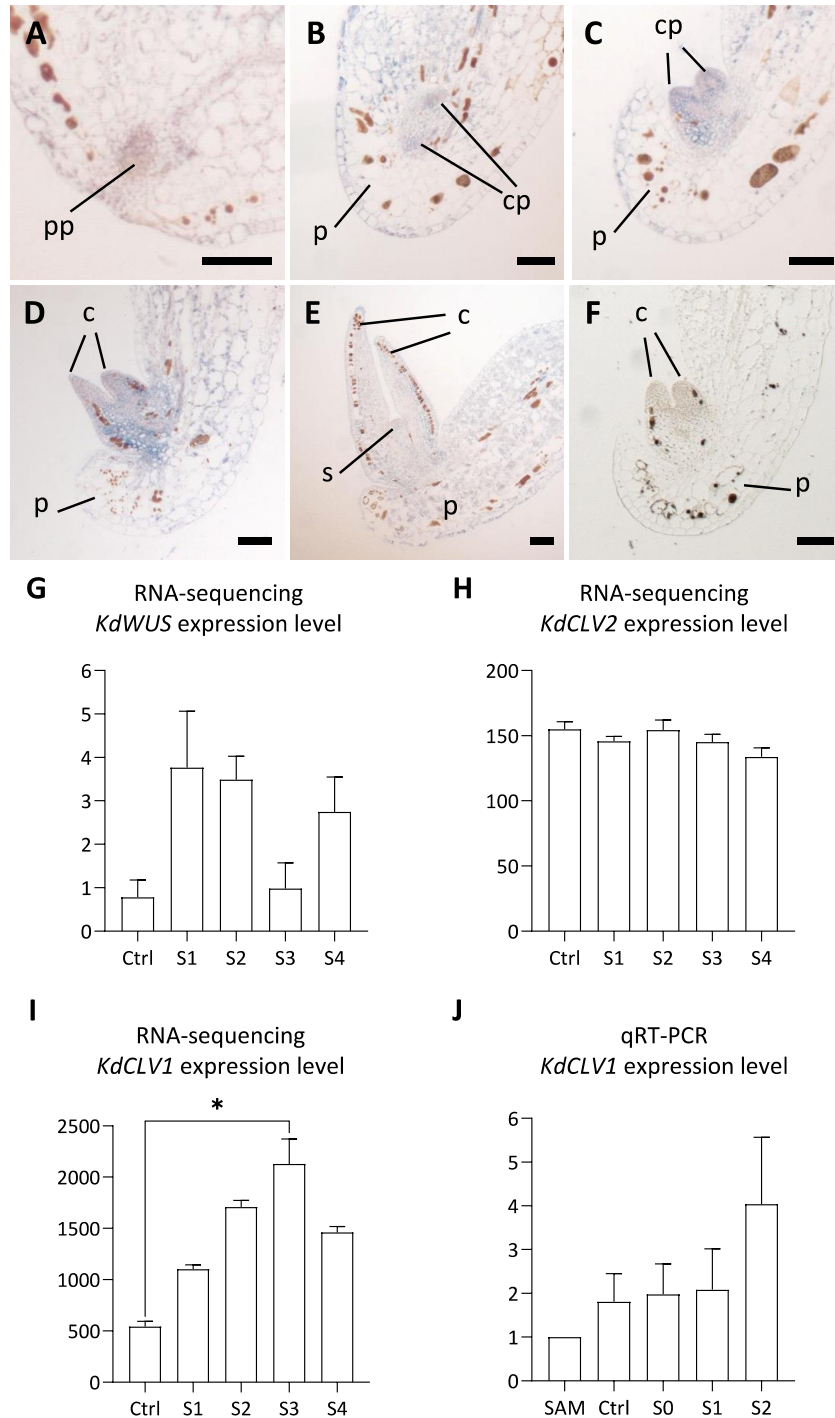 A
pp
B
cp
p
C
cp
p
D
c
p
E
c
s
p
F
c
p
G
RNA-sequencing
KdWUS expression level
6
5
4
3
2
1
0
Ctrl S1 S2 S3 S4
H
RNA-sequencing
KdCLV2 expression level
200
150
100
50
0
Ctrl S1 S2 S3 S4
I
RNA-sequencing
KdCLV1 expression level
*
2500
2000
1500
1000
500
0
Ctrl S1 S2 S3 S4
J
qRT-PCR
KdCLV1 expression level
6
5
4
3
2
1
0
SAM Ctrl S0 S1 S2